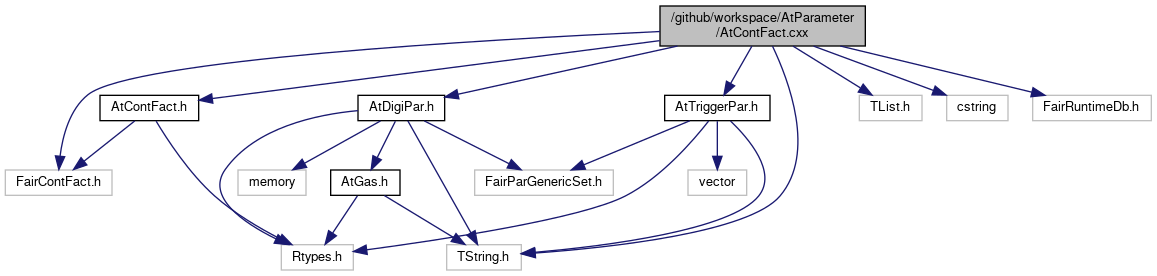 /github/workspace/AtParameter
/AtContFact.cxx
AtContFact.h
AtDigiPar.h
AtTriggerPar.h
TList.h
cstring
FairRuntimeDb.h
FairContFact.h
memory
AtGas.h
FairParGenericSet.h
vector
Rtypes.h
TString.h